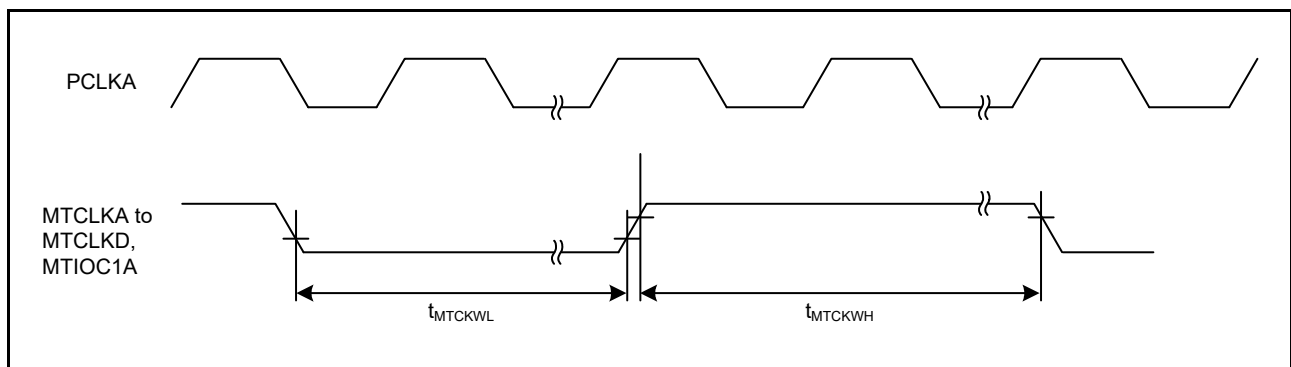 PCLKA
MTCLKA to
MTCLKD,
MTIOC1A
tMTCKWL
tMTCKWH